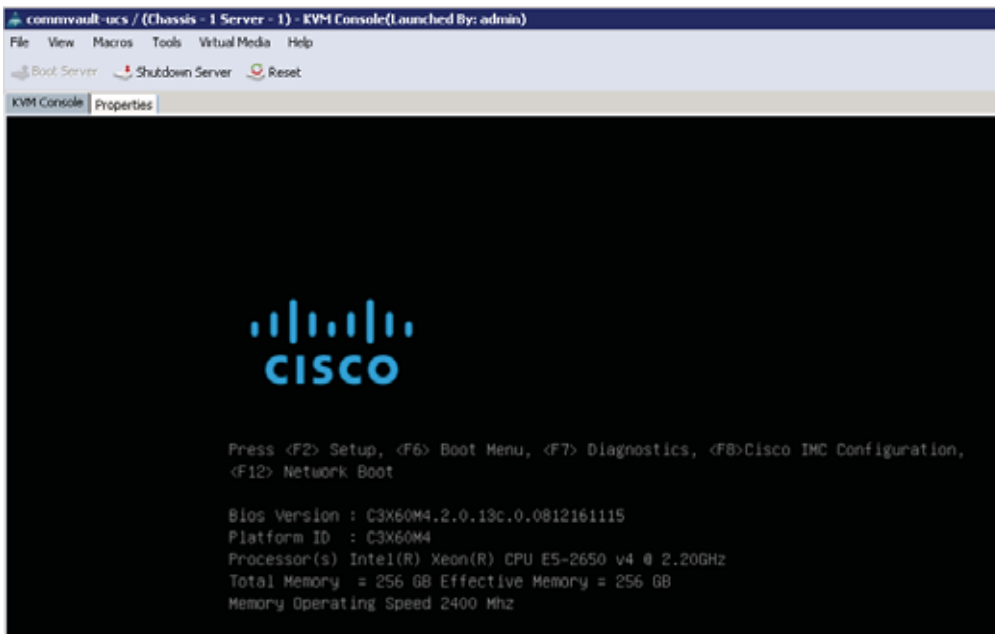 commvault-ucs / (Chassis - 1 Server - 1) - KVM Console(Launched By: admin)
File View Macros Tools Virtual Media Help
Boot Server Shutdown Server Reset
KVM Console Properties
CISCO
Press <F2> Setup, <F6> Boot Menu, <F7> Diagnostics, <F8>Cisco IMC Configuration,
<F12> Network Boot
Bios Version : C3X60M4.2.0.13c.0.0812161115
Platform ID : C3X60M4
Processor(s) Intel(R) Xeon(R) CPU E5-2650 v4 @ 2.20GHz
Total Memory = 256 GB Effective Memory = 256 GB
Memory Operating Speed 2400 Mhz